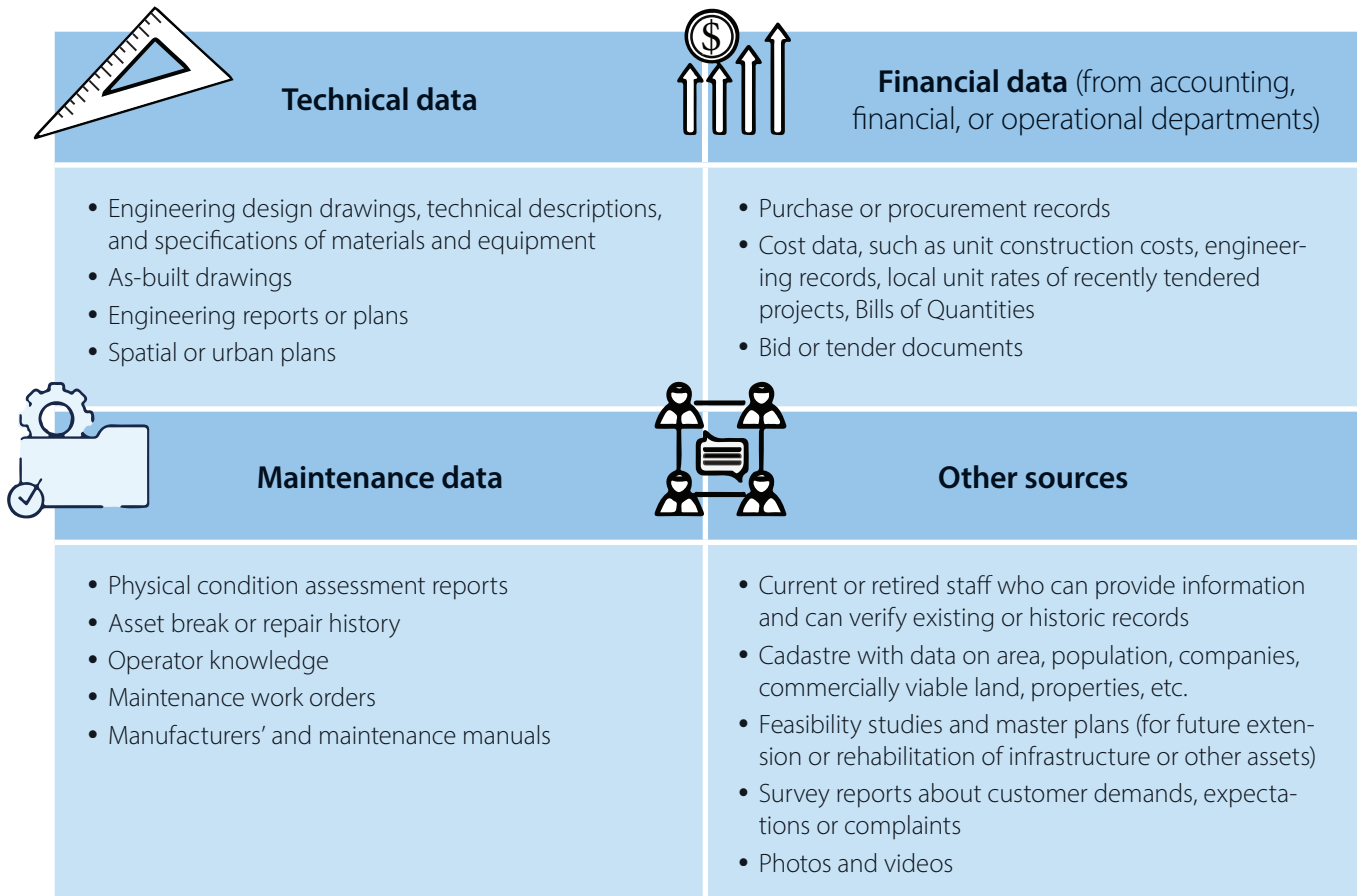 Technical data
$
Financial data (from accounting,
financial, or operational departments)
• Engineering design drawings, technical descriptions,
and specifications of materials and equipment
• As-built drawings
• Engineering reports or plans
• Spatial or urban plans
• Purchase or procurement records
• Cost data, such as unit construction costs, engineer-
ing records, local unit rates of recently tendered
projects, Bills of Quantities
• Bid or tender documents
Maintenance data
Other sources
• Physical condition assessment reports
• Asset break or repair history
• Operator knowledge
• Maintenance work orders
• Manufacturers’ and maintenance manuals
• Current or retired staff who can provide information
and can verify existing or historic records
• Cadastre with data on area, population, companies,
commercially viable land, properties, etc.
• Feasibility studies and master plans (for future exten-
sion or rehabilitation of infrastructure or other assets)
• Survey reports about customer demands, expecta-
tions or complaints
• Photos and videos